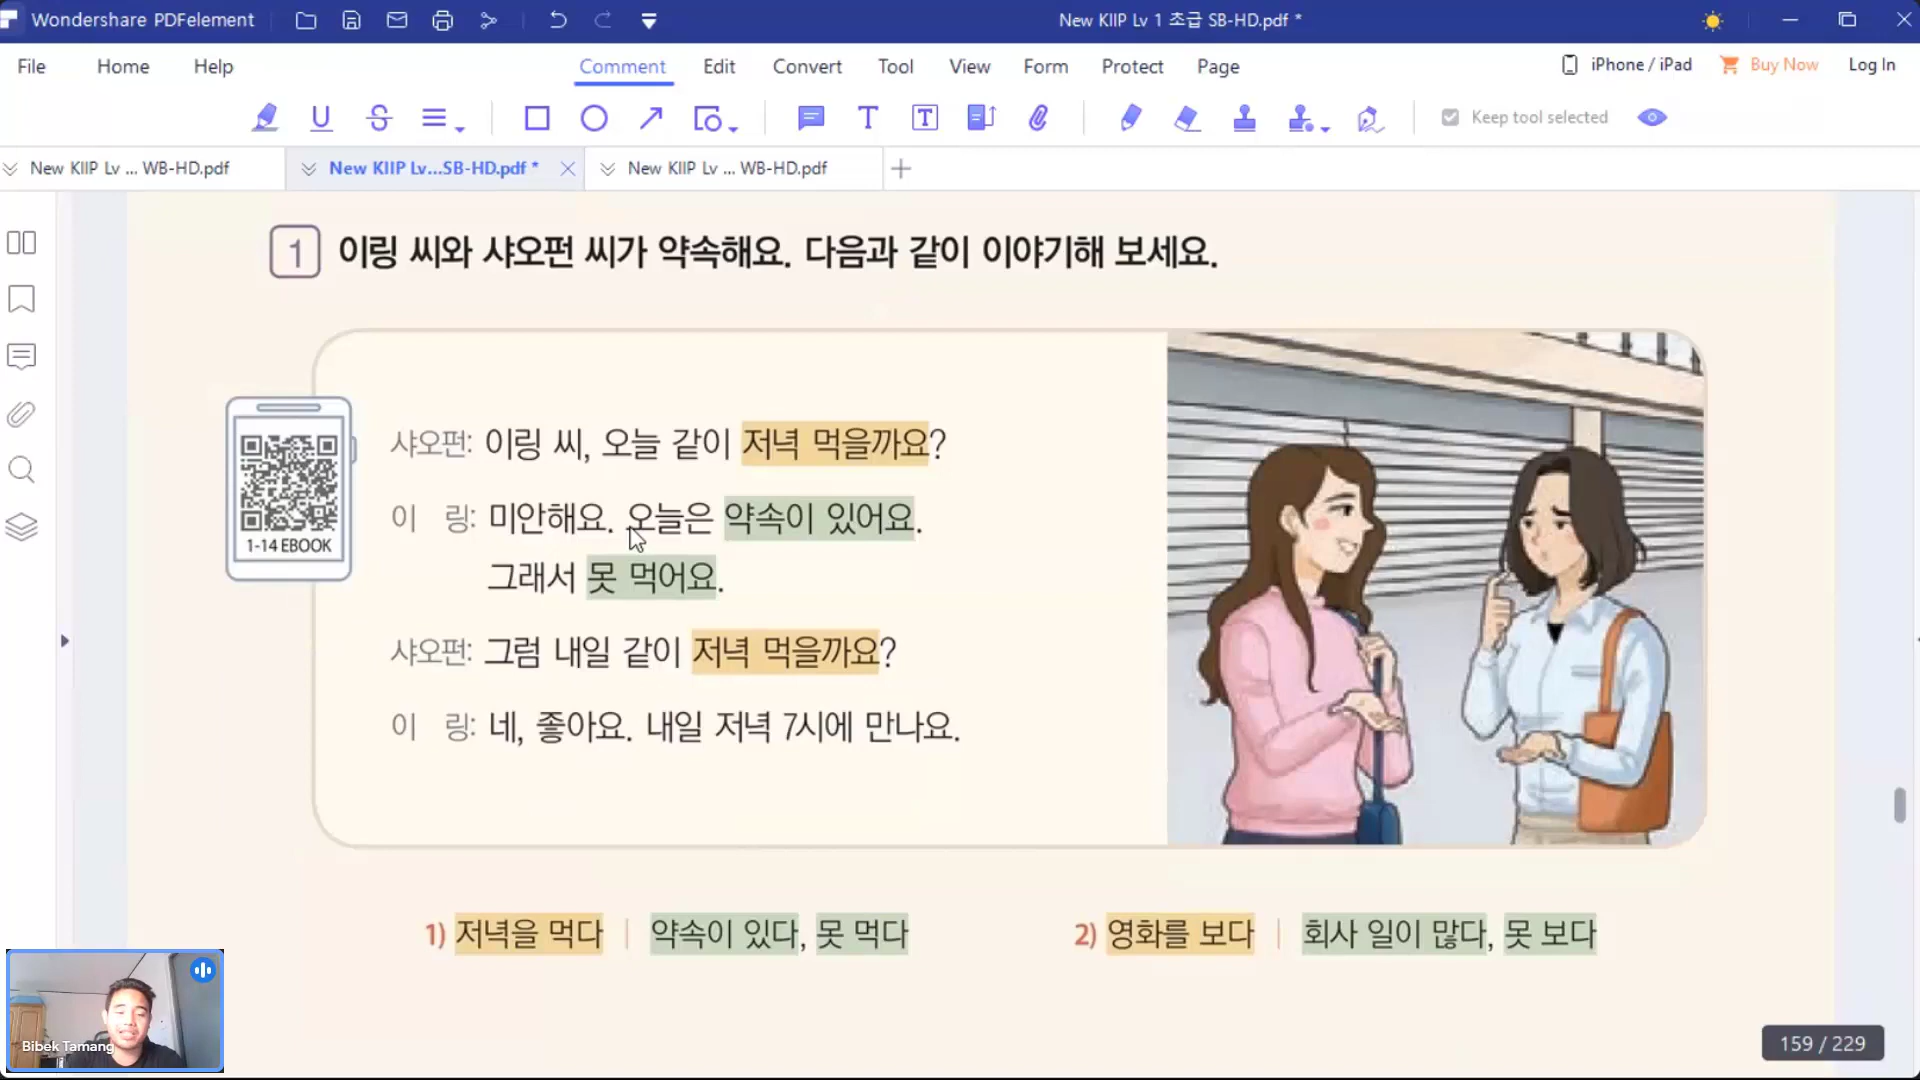 Wondershare PDFelement
New KIIP Lv 1 초급 SB-HD.pdf *
File Home Help Comment Edit Convert Tool View Form Protect Page iPhone / iPad Buy Now Log In
Keep tool selected
New KIIP Lv ... WB-HD.pdf New KIIP Lv...SB-HD.pdf * New KIIP Lv ... WB-HD.pdf
1 이링 씨와 샤오펀 씨가 약속해요. 다음과 같이 이야기해 보세요.
샤오펀: 이링 씨, 오늘 같이 저녁 먹을까요?
이 링: 미안해요. 오늘은 약속이 있어요.
그래서 못 먹어요.
샤오펀: 그럼 내일 같이 저녁 먹을까요?
이 링: 네, 좋아요. 내일 저녁 7시에 만나요.
1-14 EBOOK
1) 저녁을 먹다 | 약속이 있다, 못 먹다
2) 영화를 보다 | 회사 일이 많다, 못 보다
Bibek Tamang
159 / 229